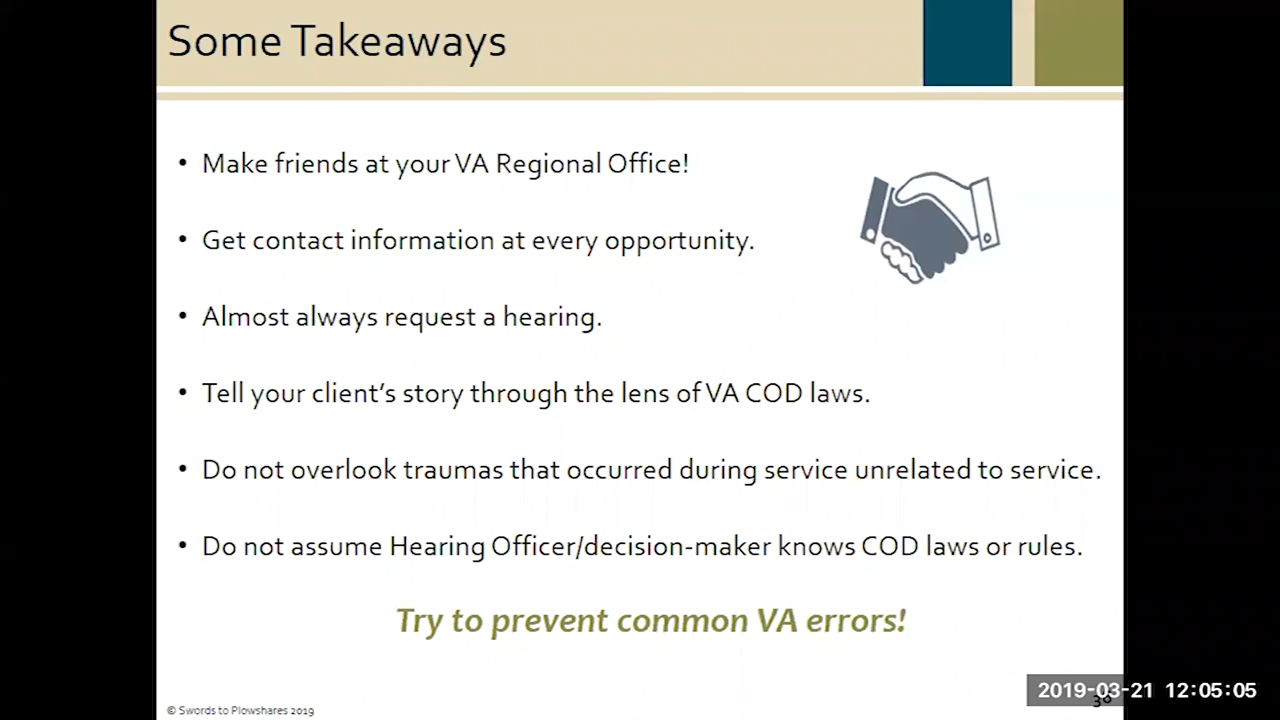 Some Takeaways
• Make friends at your VA Regional Office!
• Get contact information at every opportunity.
• Almost always request a hearing.
• Tell your client's story through the lens of VA COD laws.
• Do not overlook traumas that occurred during service unrelated to service.
• Do not assume Hearing Officer/decision-maker knows COD laws or rules.
Try to prevent common VA errors!
2019-03-21 12:05:05
© Swords to Plowshares 2019